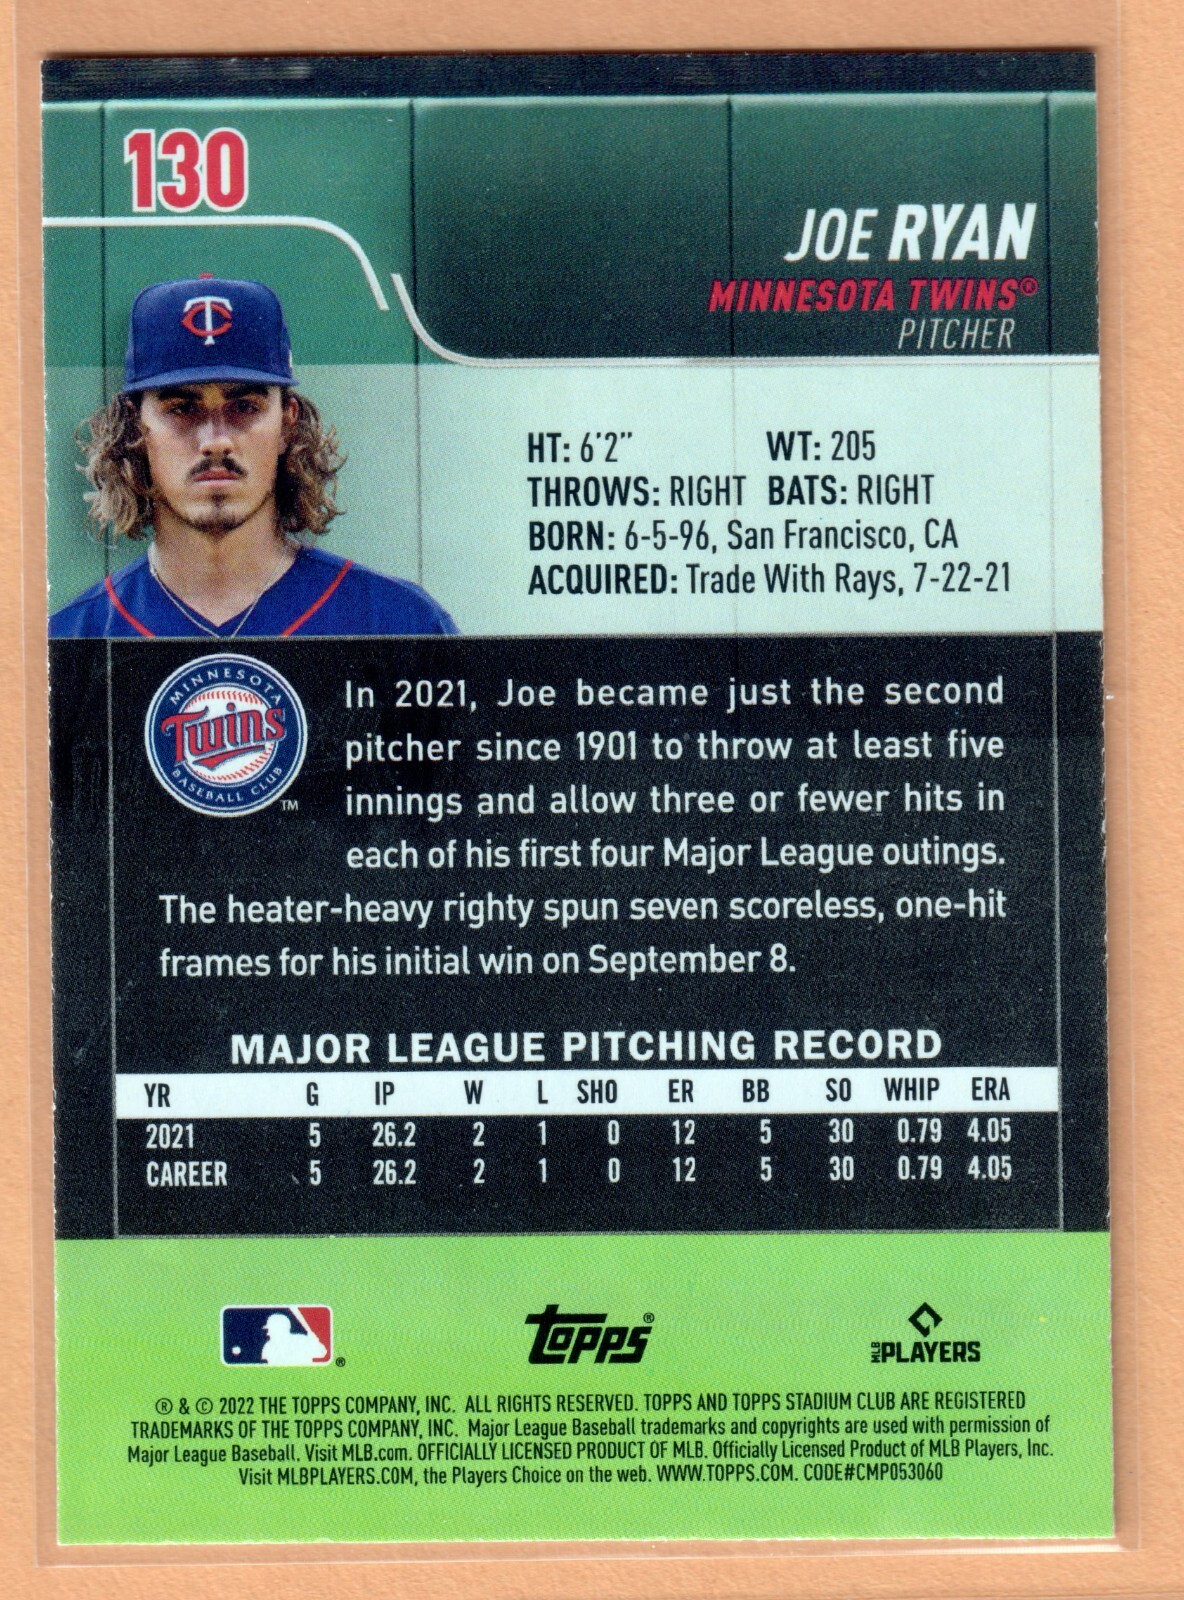 130
JOE RYAN
MINNESOTA TWINS®
PITCHER
HT: 6'2" WT: 205
THROWS: RIGHT BATS: RIGHT
BORN: 6-5-96, San Francisco, CA
ACQUIRED: Trade With Rays, 7-22-21
MINNESOTA
Twins
BASEBALL CLUB
TM
In 2021, Joe became just the second
pitcher since 1901 to throw at least five
innings and allow three or fewer hits in
each of his first four Major League outings.
The heater-heavy righty spun seven scoreless, one-hit
frames for his initial win on September 8.
MAJOR LEAGUE PITCHING RECORD
YR G IP W L SHO ER BB SO WHIP ERA
2021 5 26.2 2 1 0 12 5 30 0.79 4.05
CAREER 5 26.2 2 1 0 12 5 30 0.79 4.05
® Topps® MLB PLAYERS
® & © 2022 THE TOPPS COMPANY, INC. ALL RIGHTS RESERVED. TOPPS AND TOPPS STADIUM CLUB ARE REGISTERED
TRADEMARKS OF THE TOPPS COMPANY, INC. Major League Baseball trademarks and copyrights are used with permission of
Major League Baseball. Visit MLB.com. OFFICIALLY LICENSED PRODUCT OF MLB. Officially Licensed Product of MLB Players, Inc.
Visit MLBPLAYERS.COM, the Players Choice on the web. WWW.TOPPS.COM. CODE#CMP053060